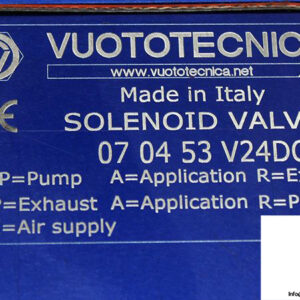 VUOTOTECNICA
www.vuototecnica.net
Made in Italy
CE
SOLENOID VALV
07 04 53 V24DC
P=Pump A=Application R=E
P=Exhaust A=Application R=P
=Air supply